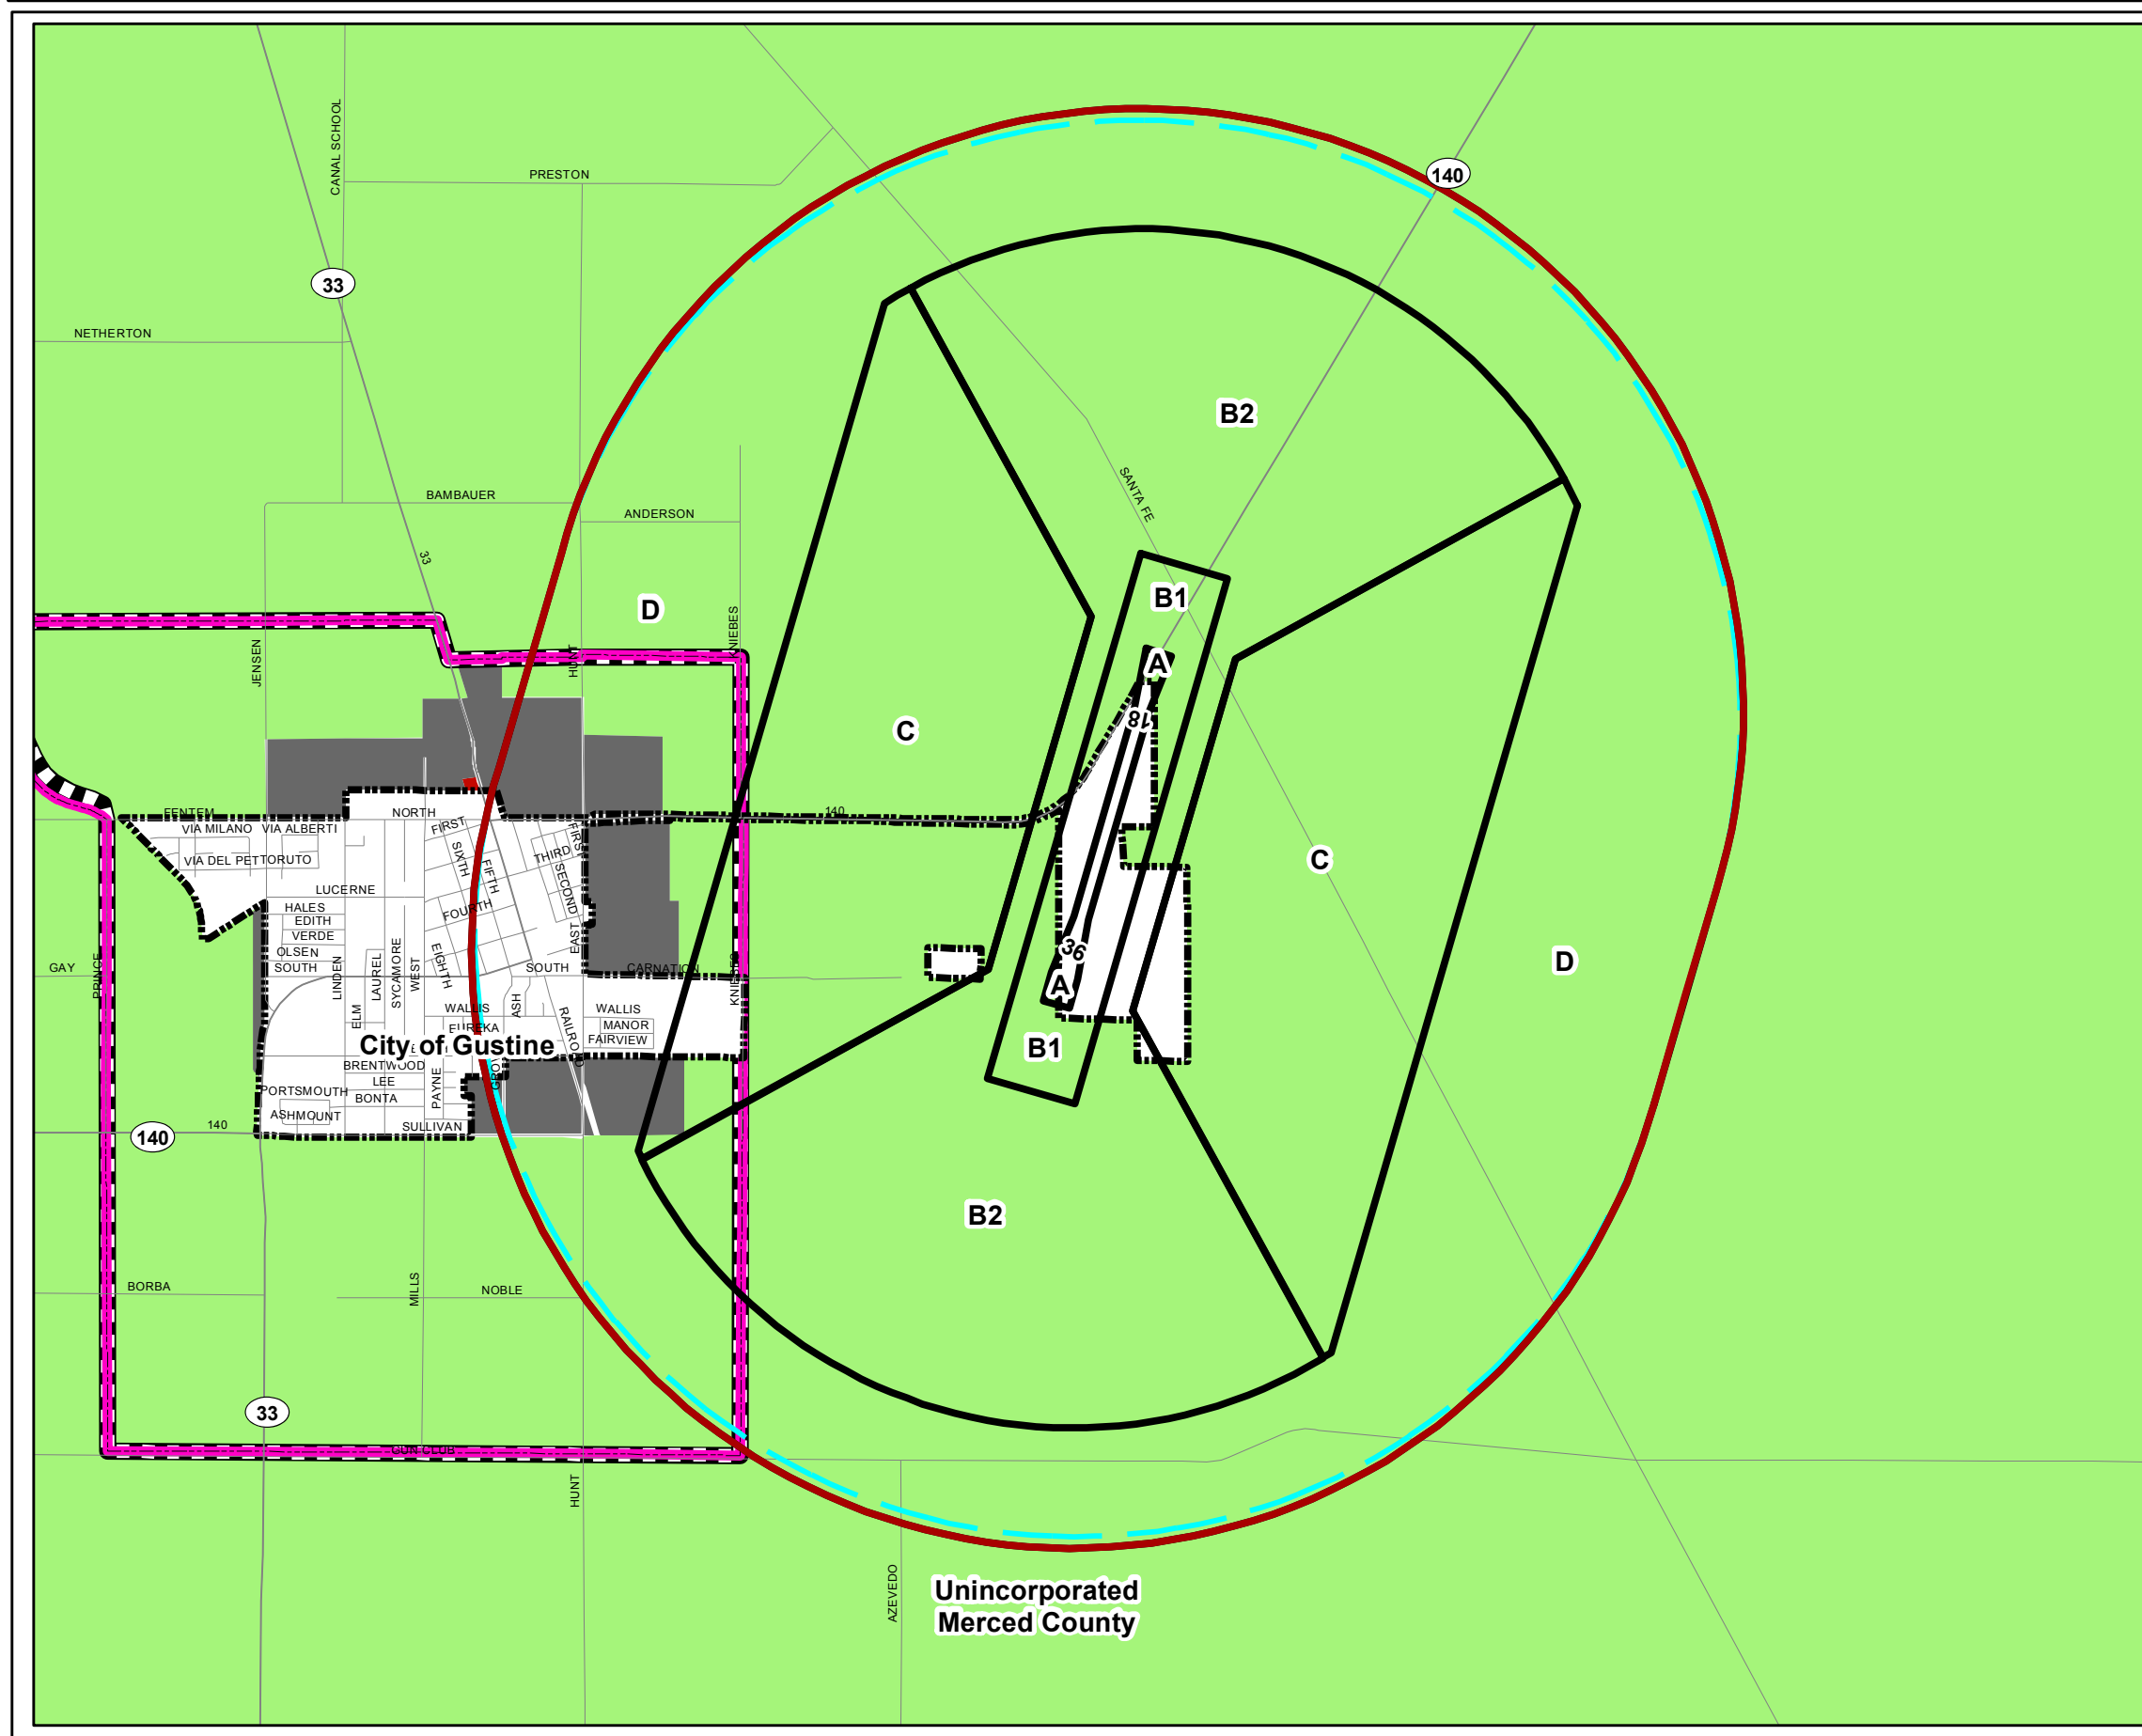 CANAL SCHOOL
PRESTON
140
33
NETHERTON
B2
SANTA FE
BAMBAUER
ANDERSON
33
D
KNIEBES
B1
JENSEN
HUNT
A
18
C
C
140
FENTEM
NORTH
VIA MILANO
VIA ALBERTI
FIRST
FIRST
VIA DEL PETTORUTO
SIXTH
FIFTH
THIRD
SECOND
LUCERNE
HALES
FOURTH
EDITH
VERDE
OLSEN
EAST
36
GAY
PRINCE
SOUTH
LINDEN
LAUREL
SYCAMORE
WEST
EIGHTH
SOUTH
CARNATION
KNIEBES
D
A
ELM
WALLIS
ASH
RAILROAD
WALLIS
EUREKA
MANOR
FAIRVIEW
City of Gustine
B1
BRENTWOOD
LEE
PAYNE
PORTSMOUTH
BONTA
ASHMOUNT
SULLIVAN
140
140
B2
BORBA
MILLS
NOBLE
33
GUN CLUB
HUNT
AZEVEDO
Unincorporated
Merced County